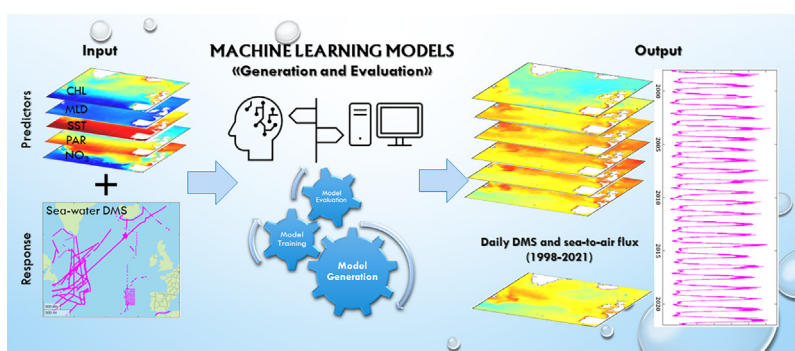 Input
MACHINE LEARNING MODELS
«Generation and Evaluation»
Output
Predictors
CHL
MLD
SST
PAR
NO3
+
Response
Sea-water DMS
Model
Evaluation
Model
Training
Model
Generation
Daily DMS and sea-to-air flux
(1998-2021)
2000
2005
2010
2015
2020